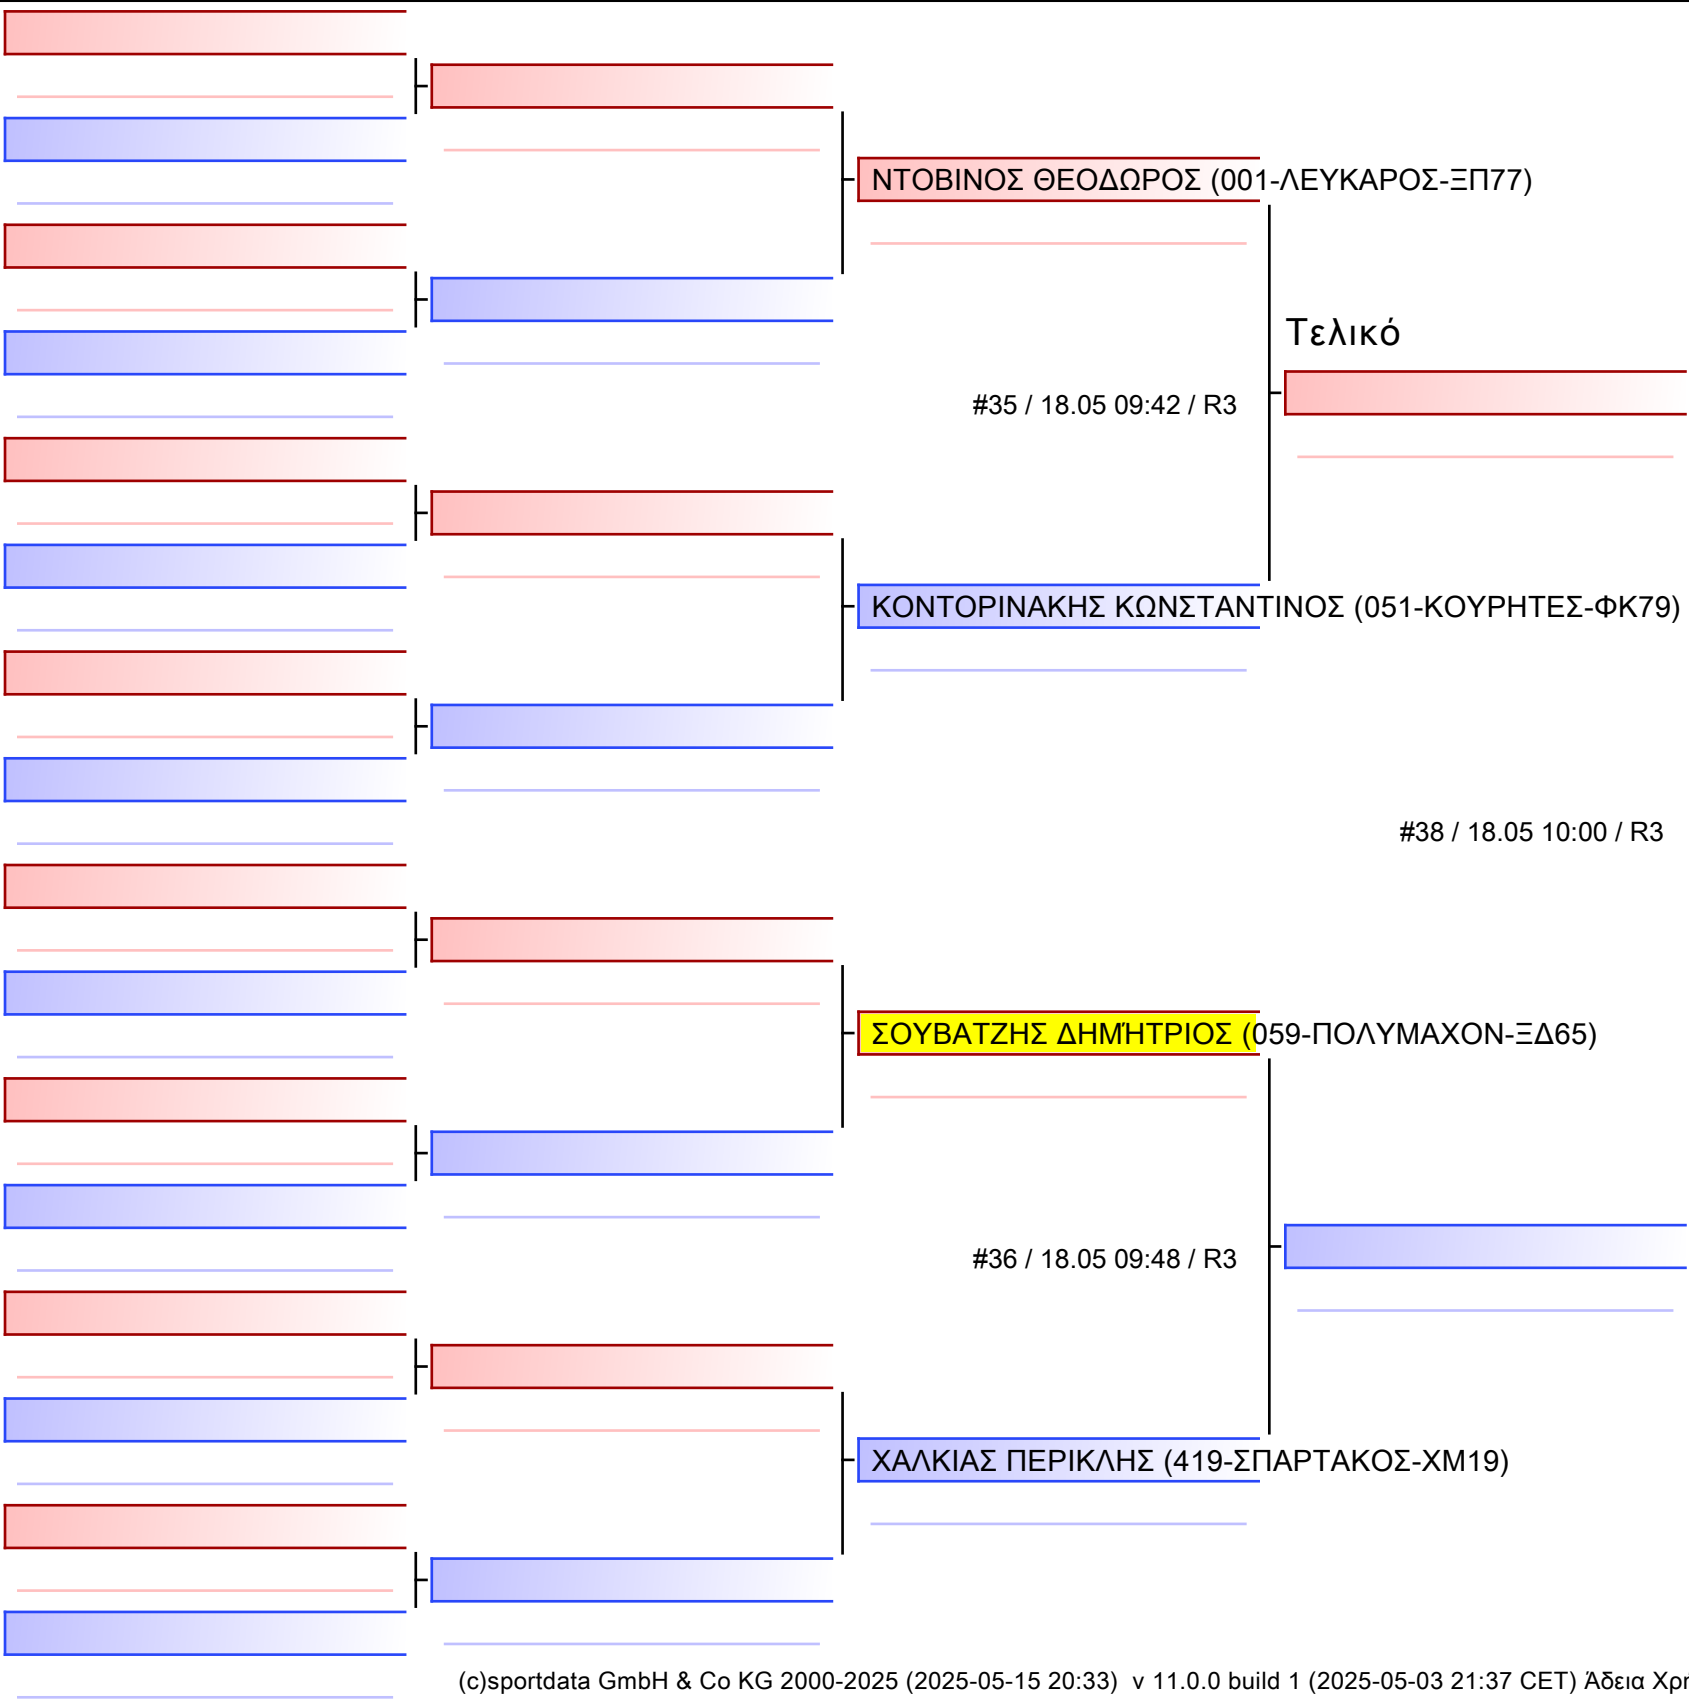 ΝΤΟΒΙΝΟΣ ΘΕΟΔΩΡΟΣ (001-ΛΕΥΚΑΡΟΣ-ΞΠ77)
Τελικό
#35 / 18.05 09:42 / R3
ΚΟΝΤΟΡΙΝΑΚΗΣ ΚΩΝΣΤΑΝΤΙΝΟΣ (051-ΚΟΥΡΗΤΕΣ-ΦΚ79)
#38 / 18.05 10:00 / R3
ΣΟΥΒΑΤΖΗΣ ΔΗΜΉΤΡΙΟΣ (059-ΠΟΛΥΜΑΧΟΝ-ΞΔ65)
#36 / 18.05 09:48 / R3
ΧΑΛΚΙΑΣ ΠΕΡΙΚΛΗΣ (419-ΣΠΑΡΤΑΚΟΣ-ΧΜ19)
(c)sportdata GmbH & Co KG 2000-2025 (2025-05-15 20:33) v 11.0.0 build 1 (2025-05-03 21:37 CET) Άδεια